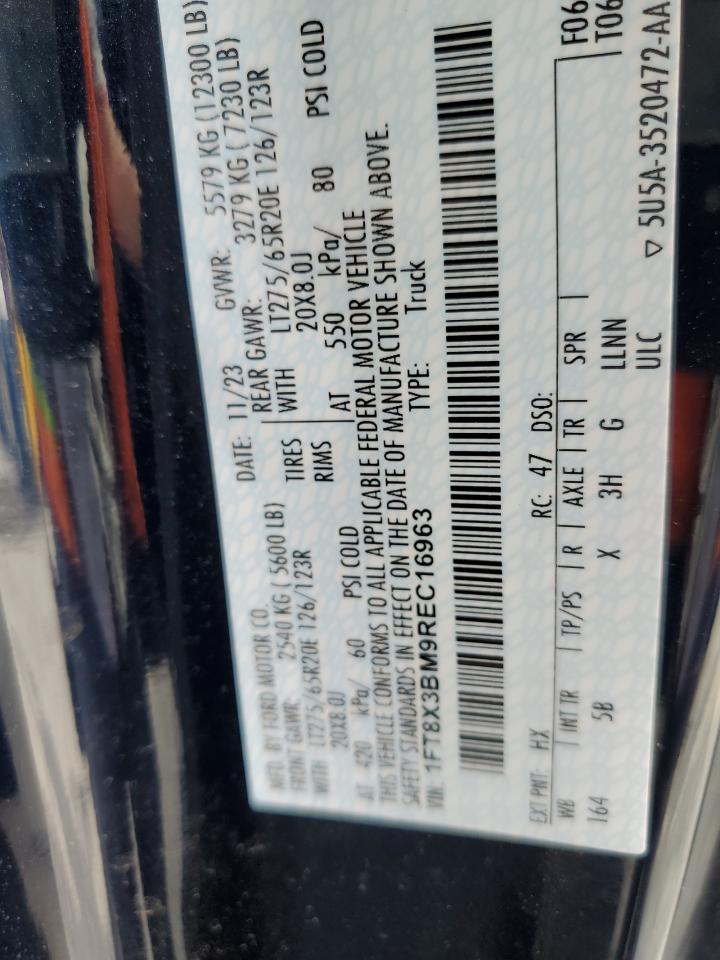 MFD. BY FORD MOTOR CO. DATE: 11/23 GVWR: 5579 KG (12300 LB)
FRONT GAWR: 2540 KG ( 5600 LB) REAR GAWR: 3279 KG ( 7230 LB)
WITH LT275/65R20E 126/123R TIRES WITH LT275/65R20E 126/123R
20X8.0J RIMS 20X8.0J
AT 420 kPa/ 60 PSI COLD AT 550 kPa/ 80 PSI COLD
THIS VEHICLE CONFORMS TO ALL APPLICABLE FEDERAL MOTOR VEHICLE
SAFETY STANDARDS IN EFFECT ON THE DATE OF MANUFACTURE SHOWN ABOVE.
VIN: 1FT8X3BM9REC16963 TYPE: Truck
EXT PNT: HX RC: 47 DSO:
WB INT TR TP/PS R AXLE TR SPR F06
164 5B X 3H G LLNN T06
ULC ▽ 5U5A-3520472-AA